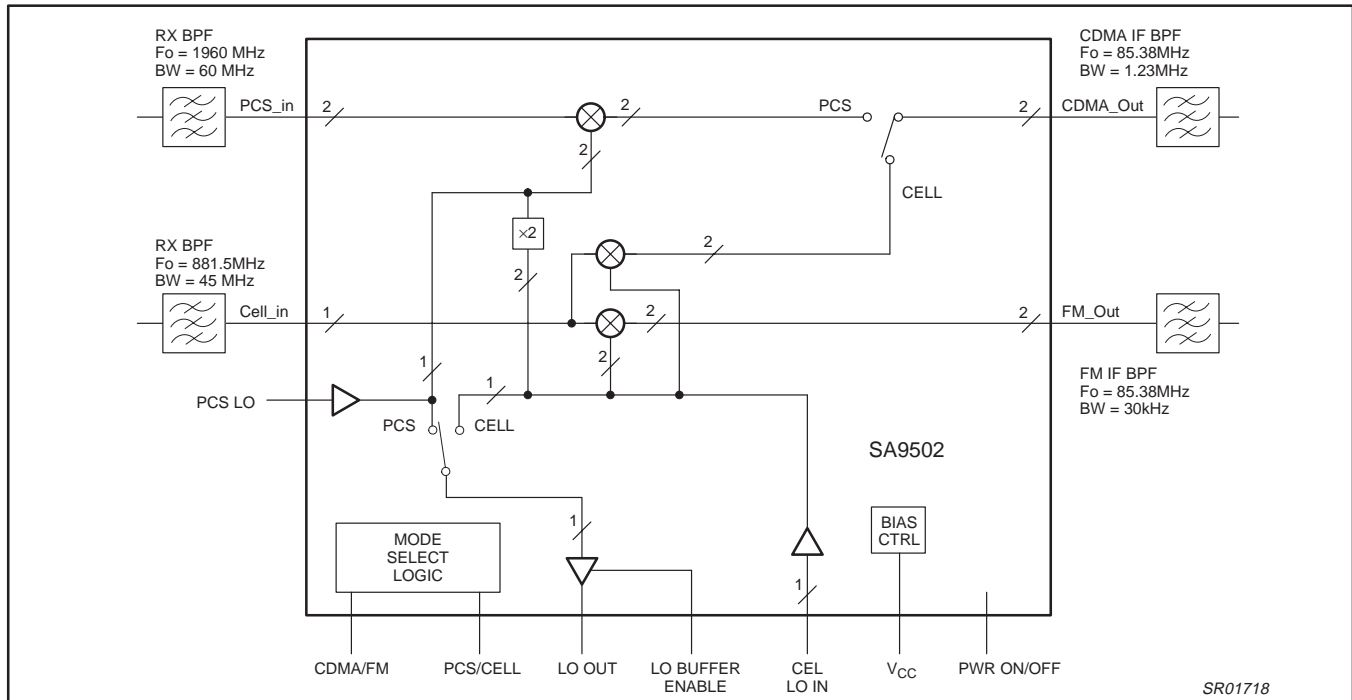 RX BPF
Fo = 1960 MHz
BW = 60 MHz
CDMA IF BPF
Fo = 85.38MHz
BW = 1.23MHz
PCS_in
2
2
PCS
2
CDMA_Out
2
CELL
×2
RX BPF
Fo = 881.5MHz
BW = 45 MHz
2
2
Cell_in
1
2
2
FM_Out
2
1
1
FM IF BPF
Fo = 85.38MHz
BW = 30kHz
PCS LO
PCS
CELL
SA9502
1
MODE
SELECT
LOGIC
BIAS
CTRL
1
CDMA/FM
PCS/CELL
LO OUT
LO BUFFER
ENABLE
CEL
LO IN
VCC
PWR ON/OFF
SR01718